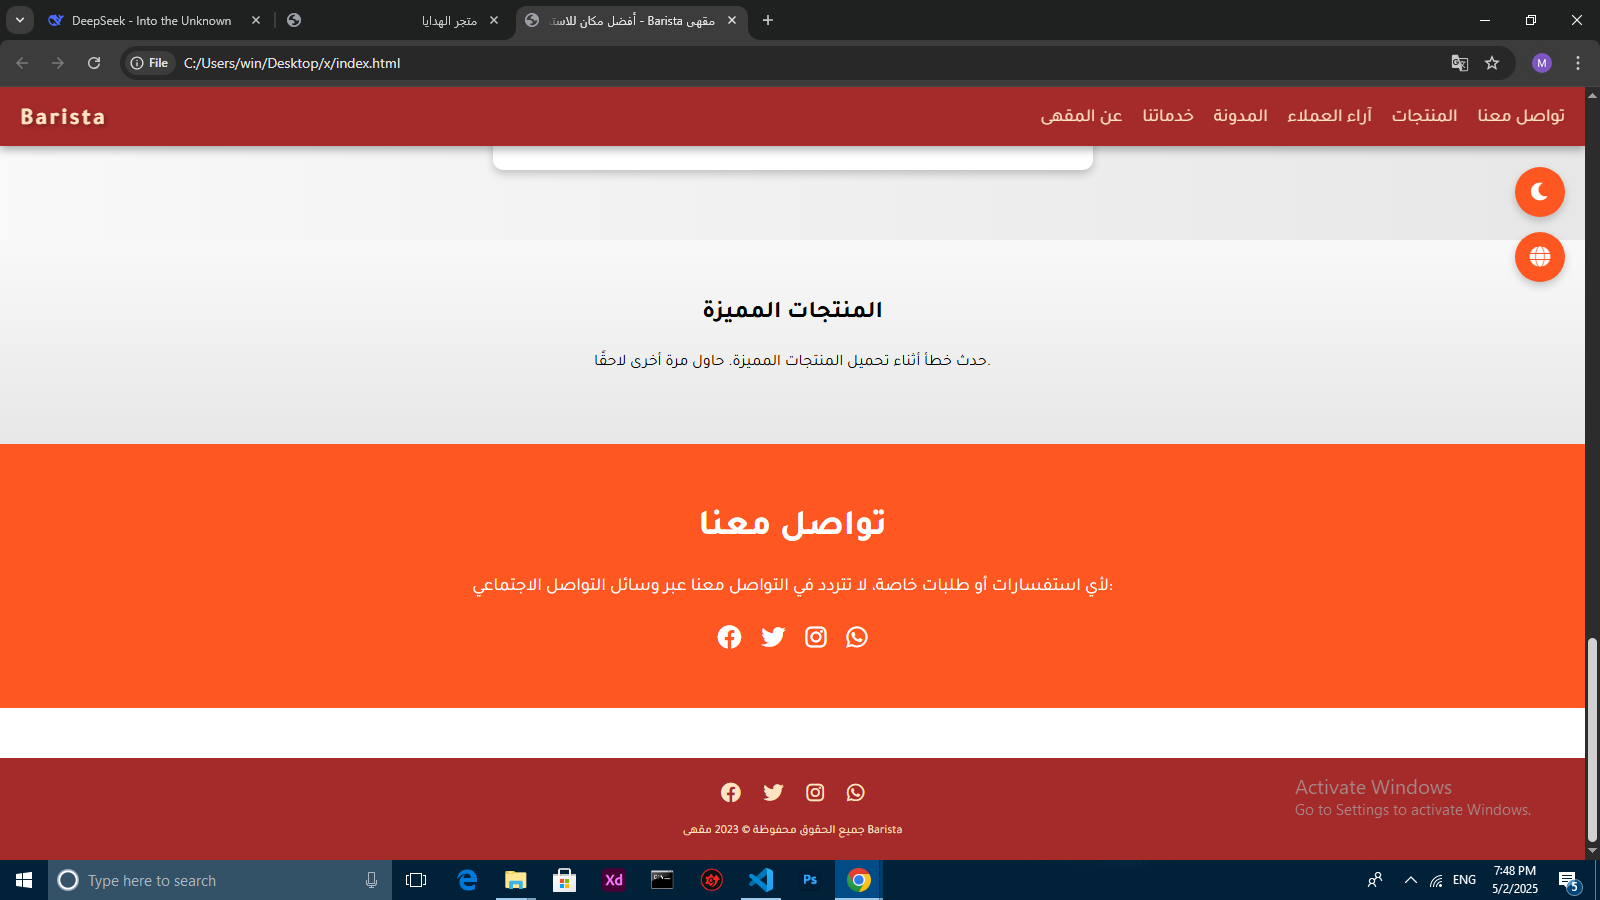 DeepSeek - Into the Unknown
متجر الهدايا
مقهى Barista - أفضل مكان للاست
File
C:/Users/win/Desktop/x/index.html
M
Barista
عن المقهى
خدماتنا
المدونة
آراء العملاء
المنتجات
تواصل معنا
المنتجات المميزة
حدث خطأ أثناء تحميل المنتجات المميزة. حاول مرة أخرى لاحقًا.
تواصل معنا
لأي استفسارات أو طلبات خاصة، لا تتردد في التواصل معنا عبر وسائل التواصل الاجتماعي:
جميع الحقوق محفوظة © 2023 مقهى Barista
Activate Windows
Go to Settings to activate Windows.
Type here to search
Xd
Ps
ENG
7:48 PM
5/2/2025
5